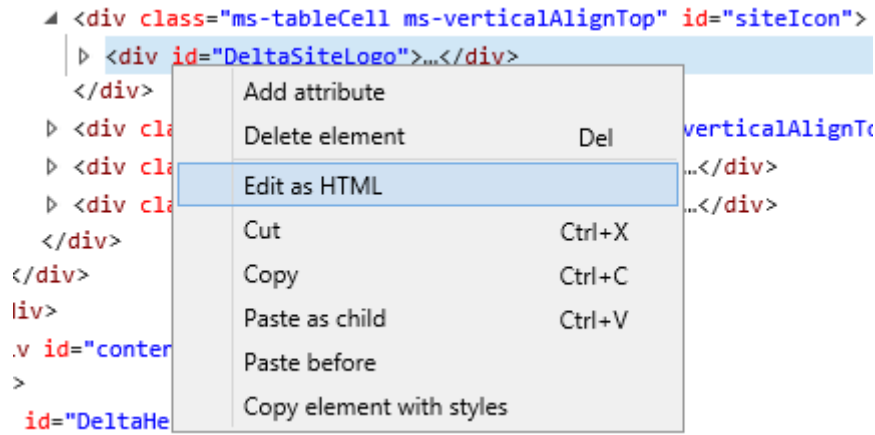 <div class="ms-tableCell ms-verticalAlignTop" id="siteIcon">
<div id="DeltaSiteLogo">…</div>
</div>
Add attribute
<div cla verticalAlignTo
Delete element Del
<div cla …</div>
Edit as HTML
<div cla …</div>
Cut Ctrl+X
</div>
Copy Ctrl+C
</div>
div>
Paste as child Ctrl+V
v id="conten
Paste before
>
Copy element with styles
id="DeltaHe